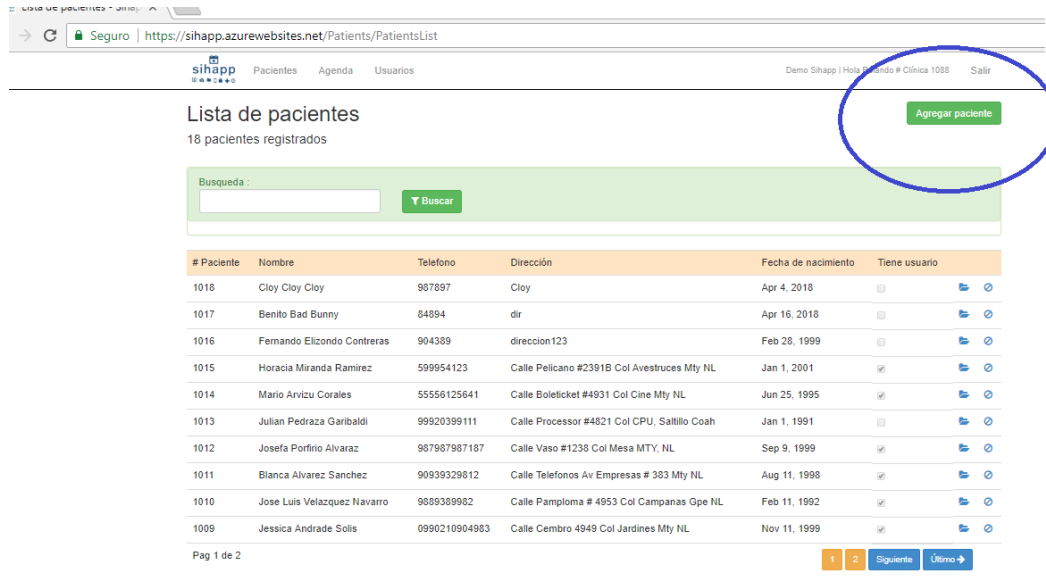 Lista de pacientes - Sihap
Seguro | https://sihapp.azurewebsites.net/Patients/PatientsList
sihapp Pacientes Agenda Usuarios Demo Sihapp | Hola # Clínica 1088 Salir
Lista de pacientes Agregar paciente
18 pacientes registrados
Busqueda :
Buscar
# Paciente Nombre Telefono Dirección Fecha de nacimiento Tiene usuario
1018 Cloy Cloy Cloy 987897 Cloy Apr 4, 2018
1017 Benito Bad Bunny 84894 dir Apr 16, 2018
1016 Fernando Elizondo Contreras 904389 direccion123 Feb 28, 1999
1015 Horacia Miranda Ramirez 599954123 Calle Pelicano #2391B Col Avestruces Mty NL Jan 1, 2001
1014 Mario Arvizu Corales 55556125641 Calle Boleticket #4931 Col Cine Mty NL Jun 25, 1995
1013 Julian Pedraza Garibaldi 99920399111 Calle Processor #4821 Col CPU, Saltillo Coah Jan 1, 1991
1012 Josefa Porfirio Alvaraz 987987987187 Calle Vaso #1238 Col Mesa MTY, NL Sep 9, 1999
1011 Blanca Alvarez Sanchez 90939329812 Calle Telefonos Av Empresas # 383 Mty NL Aug 11, 1998
1010 Jose Luis Velazquez Navarro 9889389982 Calle Pamploma # 4953 Col Campanas Gpe NL Feb 11, 1992
1009 Jessica Andrade Solis 0990210904983 Calle Cembro 4949 Col Jardines Mty NL Nov 11, 1999
Pag 1 de 2 1 2 Siguiente Último